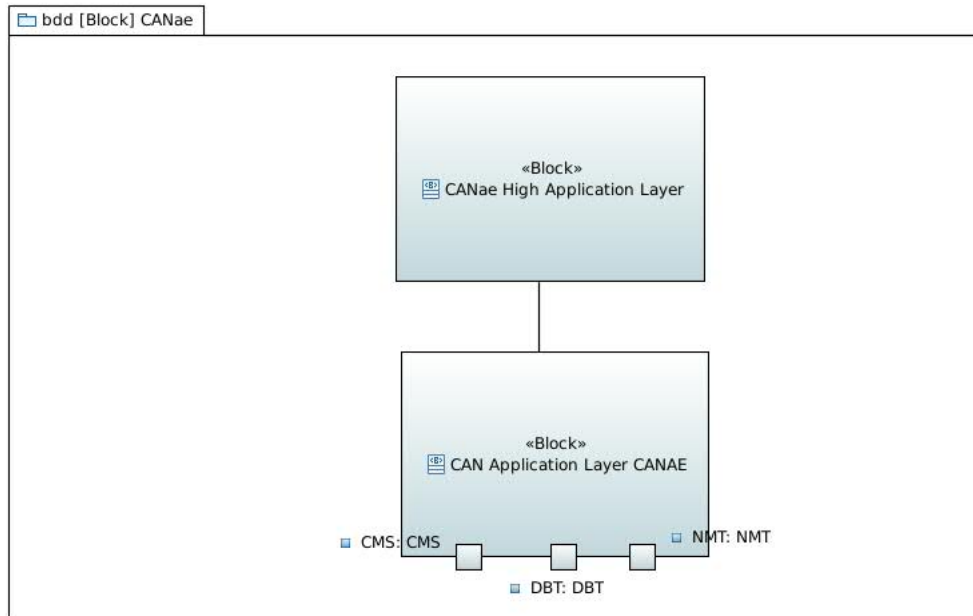 bdd [Block] CANae
«Block»
CANae High Application Layer
«Block»
CAN Application Layer CANAE
CMS: CMS
NMT: NMT
DBT: DBT